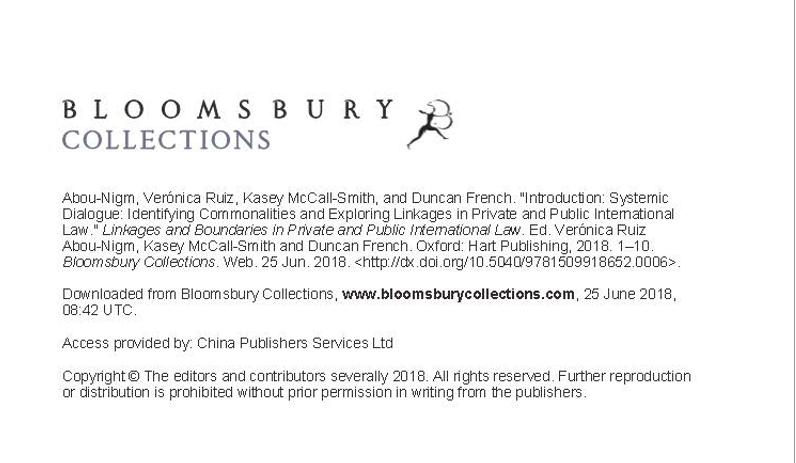 BLOOMSBURY
COLLECTIONS
Abou-Nigm, Verónica Ruiz, Kasey McCall-Smith, and Duncan French. "Introduction: Systemic
Dialogue: Identifying Commonalities and Exploring Linkages in Private and Public International
Law." Linkages and Boundaries in Private and Public International Law. Ed. Verónica Ruiz
Abou-Nigm, Kasey McCall-Smith and Duncan French. Oxford: Hart Publishing, 2018. 1–10.
Bloomsbury Collections. Web. 25 Jun. 2018. <http://dx.doi.org/10.5040/9781509918652.0006>.
Downloaded from Bloomsbury Collections, www.bloomsburycollections.com, 25 June 2018,
08:42 UTC.
Access provided by: China Publishers Services Ltd
Copyright © The editors and contributors severally 2018. All rights reserved. Further reproduction
or distribution is prohibited without prior permission in writing from the publishers.